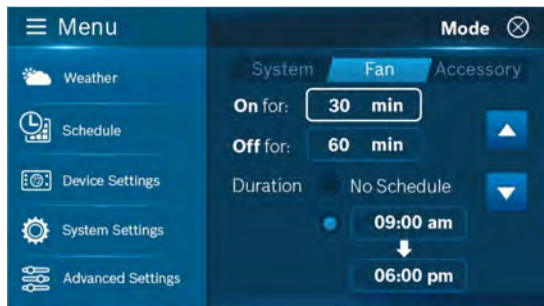 Menu
Weather
Schedule
Device Settings
System Settings
Advanced Settings
Mode
System Fan Accessory
On for: 30 min
Off for: 60 min
Duration No Schedule
09:00 am
06:00 pm